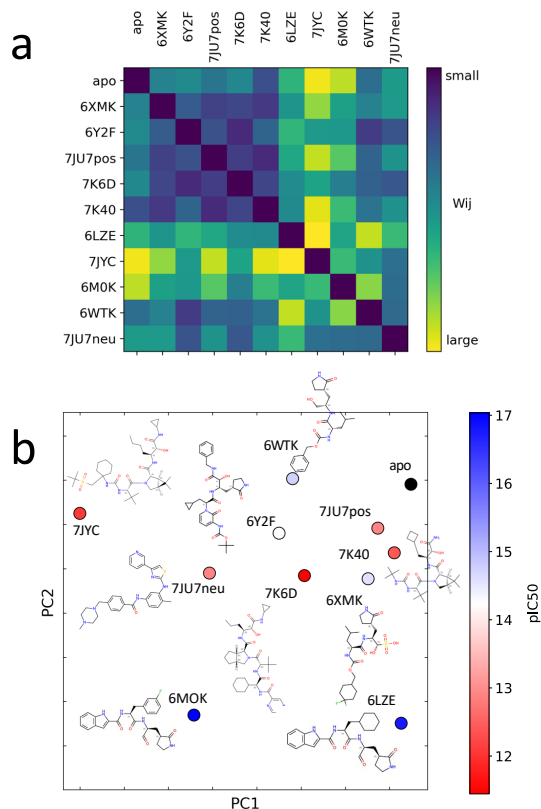 a
apo
6XMK
6Y2F
7JU7pos
7K6D
7K40
6LZE
7JYC
6M0K
6WTK
7JU7neu
apo
6XMK
6Y2F
7JU7pos
7K6D
7K40
6LZE
7JYC
6M0K
6WTK
7JU7neu
small
Wij
large
b
6WTK
apo
6Y2F
7JU7pos
7JYC
7K40
7JU7neu
7K6D
6XMK
6MOK
6LZE
PC2
PC1
17
16
15
14
13
12
pIC50